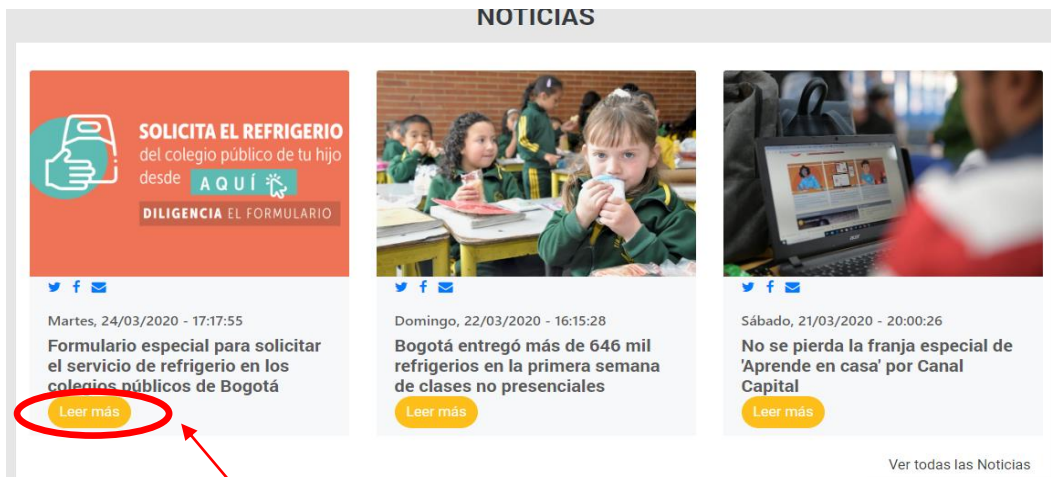 NOTICIAS
SOLICITA EL REFRIGERIO
del colegio público de tu hijo
desde AQUÍ
DILIGENCIA EL FORMULARIO
Martes, 24/03/2020 - 17:17:55
Formulario especial para solicitar
el servicio de refrigerio en los
colegios públicos de Bogotá
Leer más
Domingo, 22/03/2020 - 16:15:28
Bogotá entregó más de 646 mil
refrigerios en la primera semana
de clases no presenciales
Leer más
Sábado, 21/03/2020 - 20:00:26
No se pierda la franja especial de
'Aprende en casa' por Canal
Capital
Leer más
Ver todas las Noticias